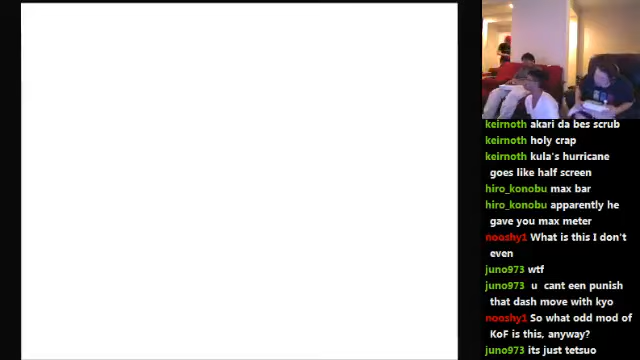 keirnoth akari da bes scrub
keirnoth holy crap
keirnoth kula's hurricane
goes like half screen
hiro_konobu max bar
hiro_konobu apparently he
gave you max meter
nooshy1 What is this I don't
even
juno973 wtf
juno973 u cant een punish
that dash move with kyo
nooshy1 So what odd mod of
KoF is this, anyway?
juno973 its just tetsuo